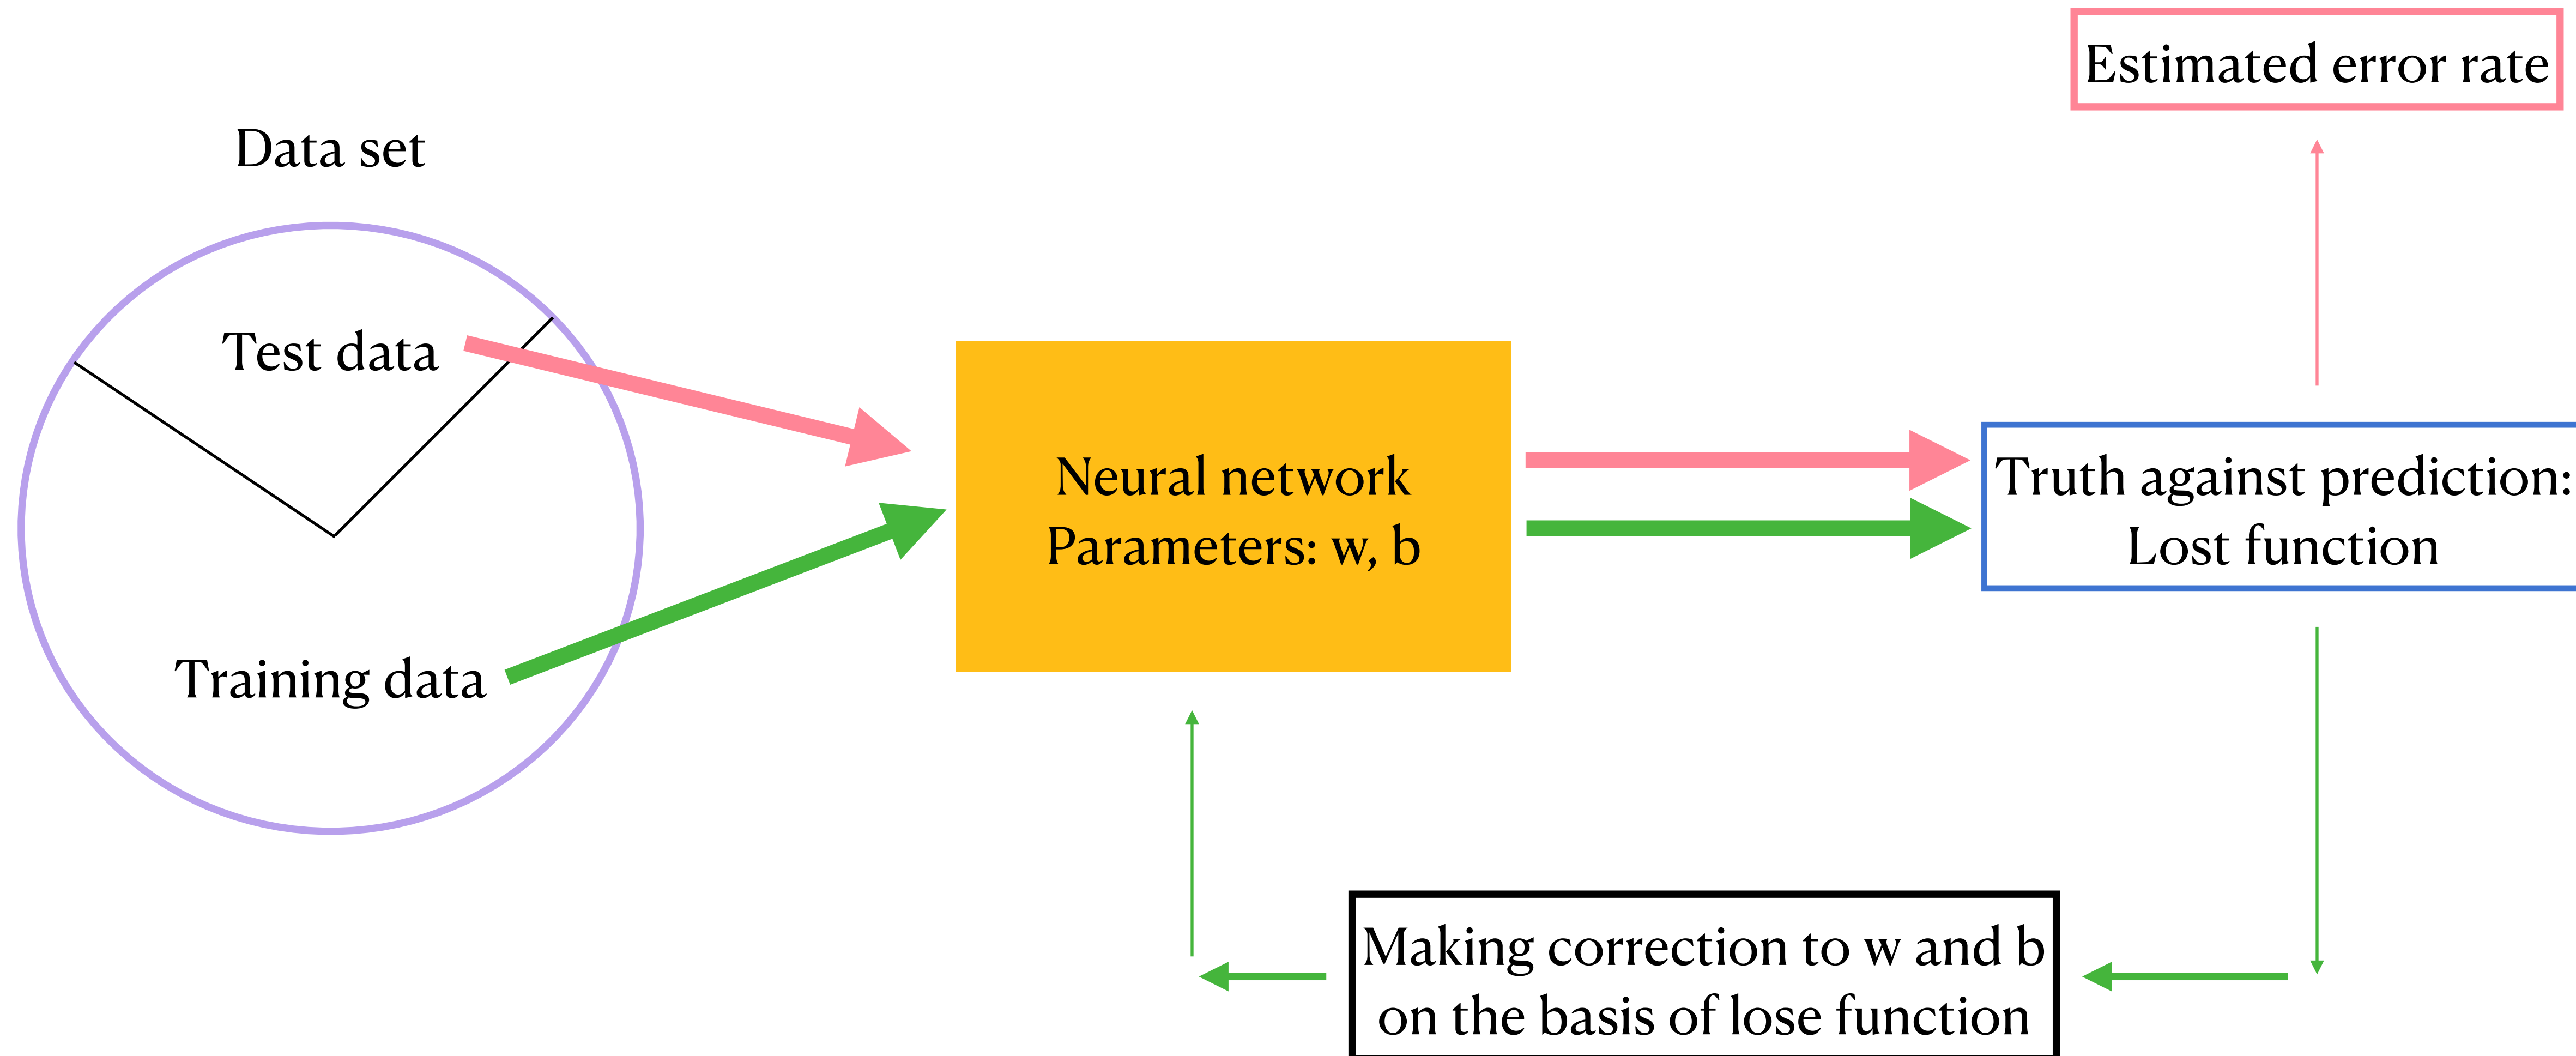 Estimated error rate
Data set
Test data
Training data
Neural network
Parameters: w, b
Truth against prediction:
Lost function
Making correction to w and b
on the basis of lose function